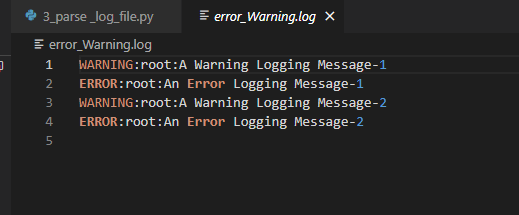 3_parse _log_file.py
error_Warning.log
error_Warning.log
1 WARNING:root:A Warning Logging Message-1
2 ERROR:root:An Error Logging Message-1
3 WARNING:root:A Warning Logging Message-2
4 ERROR:root:An Error Logging Message-2
5